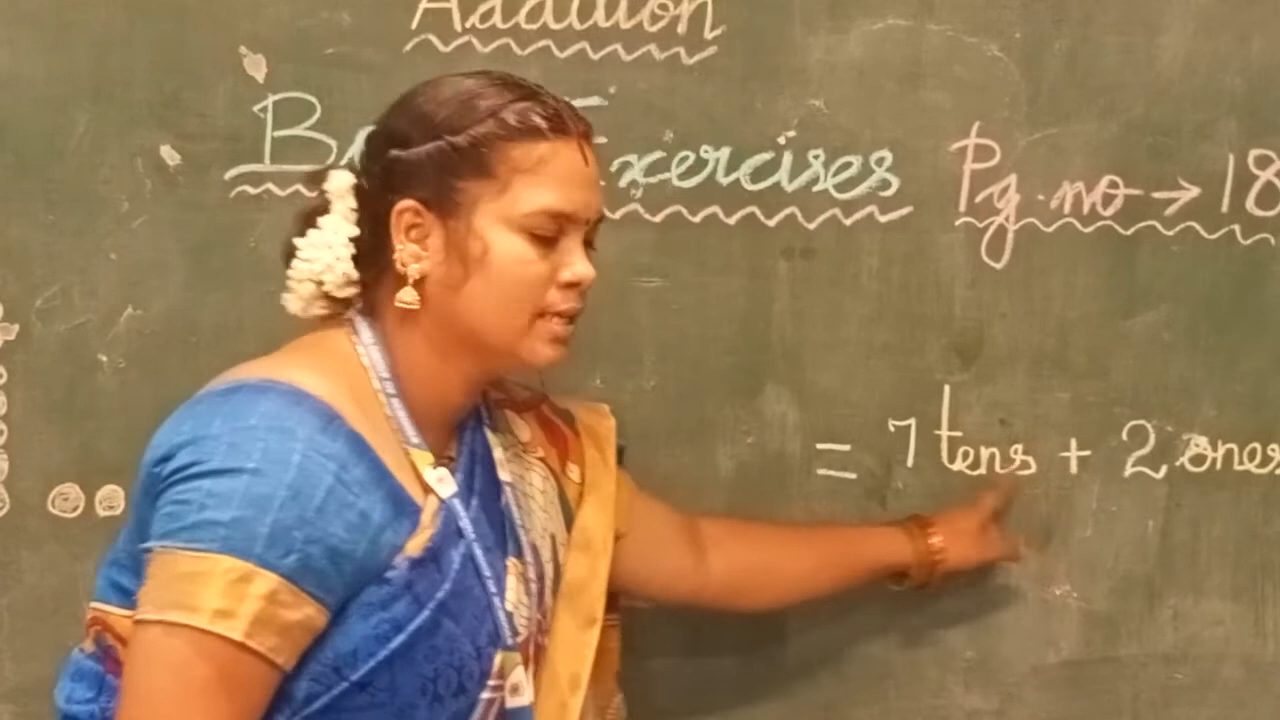 Addition
Exercises Pg.no → 18
= 7 tens + 2 ones